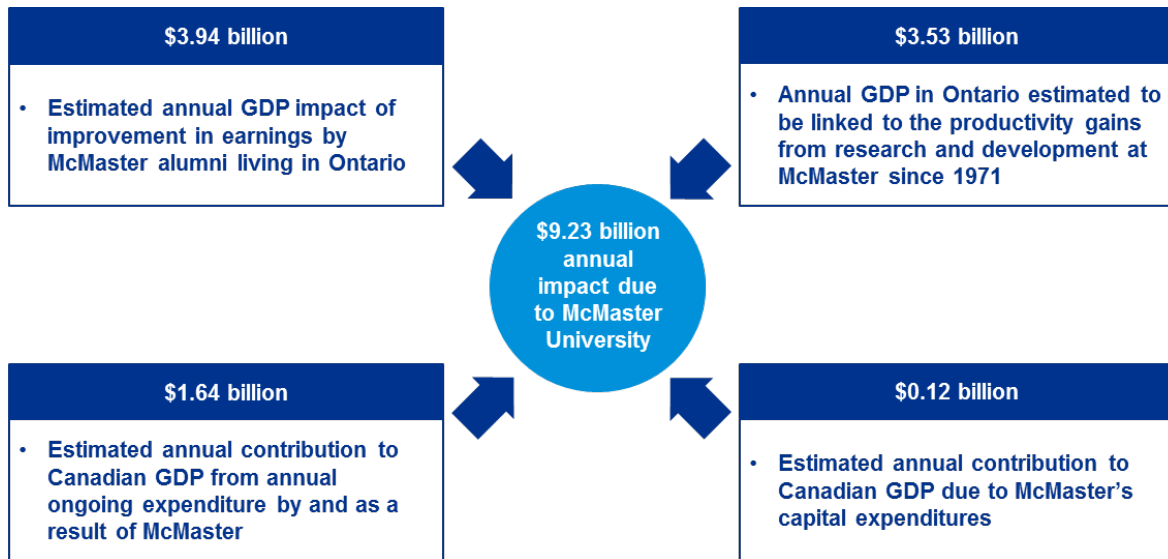 $3.94 billion
• Estimated annual GDP impact of
improvement in earnings by
McMaster alumni living in Ontario
$3.53 billion
• Annual GDP in Ontario estimated to
be linked to the productivity gains
from research and development at
McMaster since 1971
$9.23 billion
annual
impact due
to McMaster
University
$1.64 billion
• Estimated annual contribution to
Canadian GDP from annual
ongoing expenditure by and as a
result of McMaster
$0.12 billion
• Estimated annual contribution to
Canadian GDP due to McMaster’s
capital expenditures